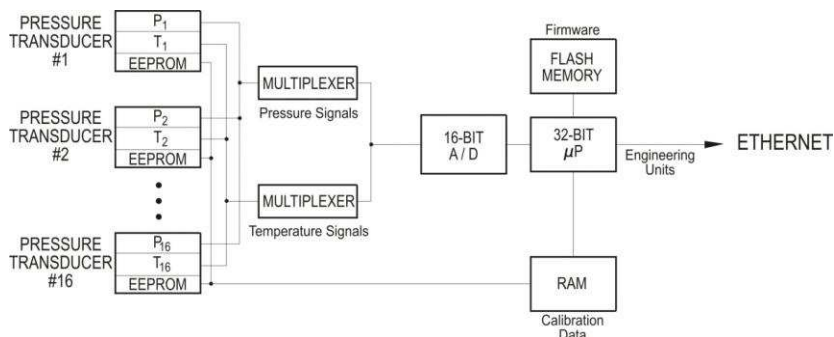 PRESSURE
TRANSDUCER
#1
P1
T1
EEPROM
PRESSURE
TRANSDUCER
#2
P2
T2
EEPROM
PRESSURE
TRANSDUCER
#16
P16
T16
EEPROM
MULTIPLEXER
Pressure Signals
MULTIPLEXER
Temperature Signals
16-BIT
A / D
Firmware
FLASH
MEMORY
32-BIT
µP
Engineering
Units
ETHERNET
RAM
Calibration
Data